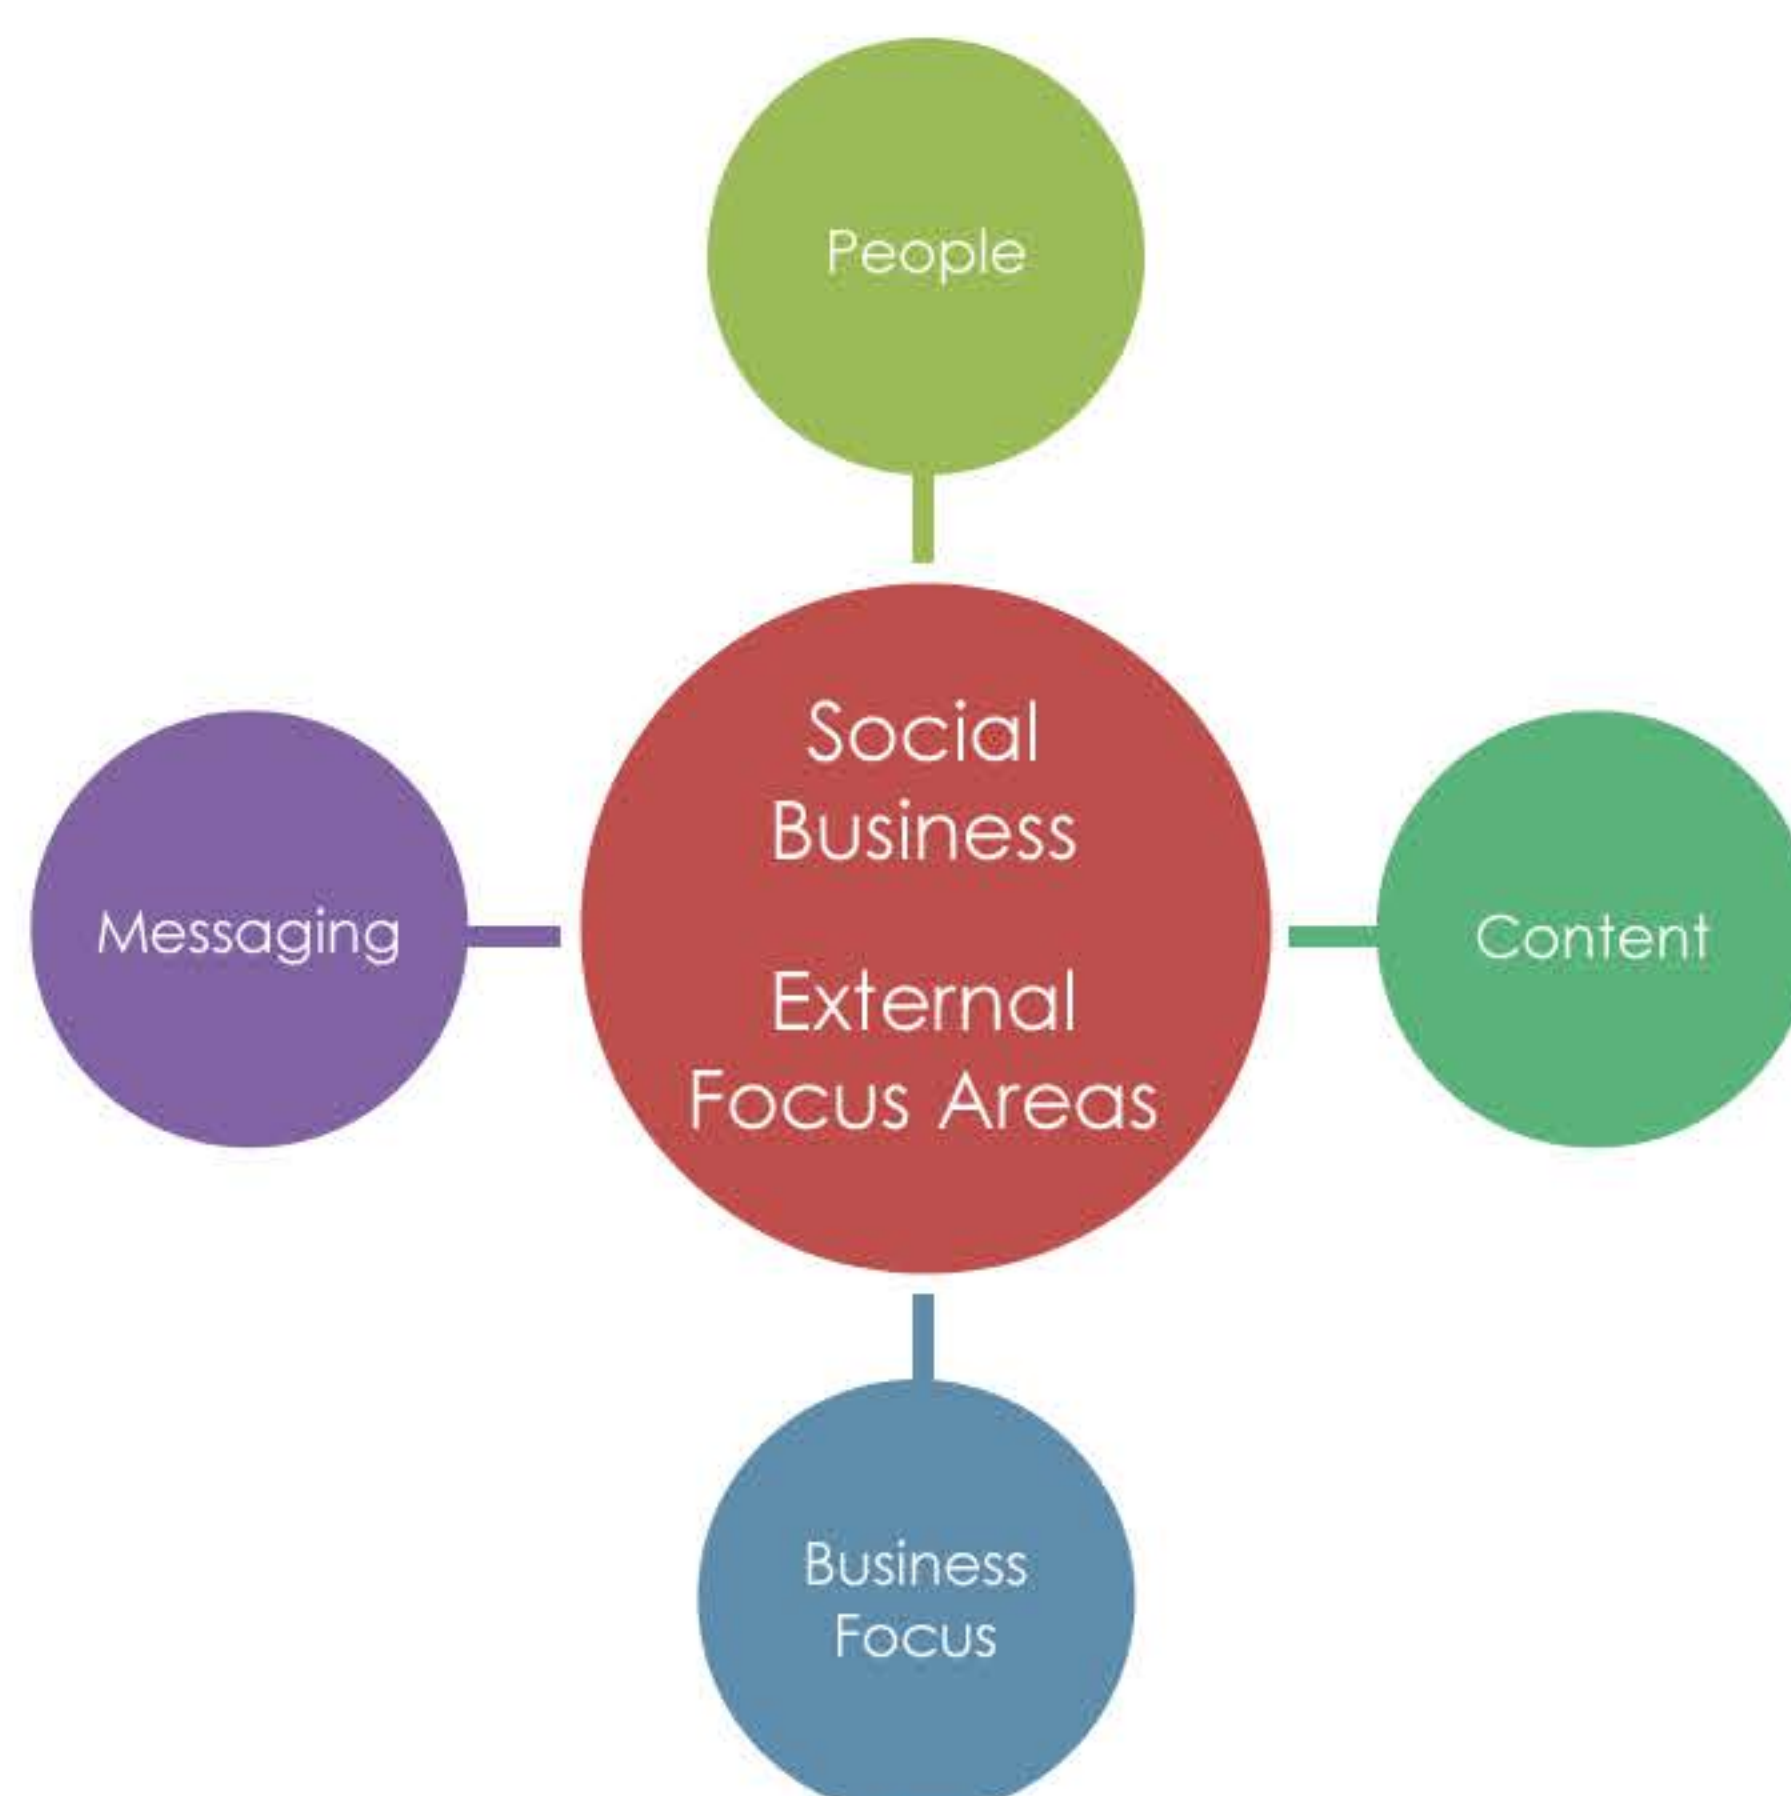 People
Social
Business
External
Focus Areas
Messaging
Content
Business
Focus